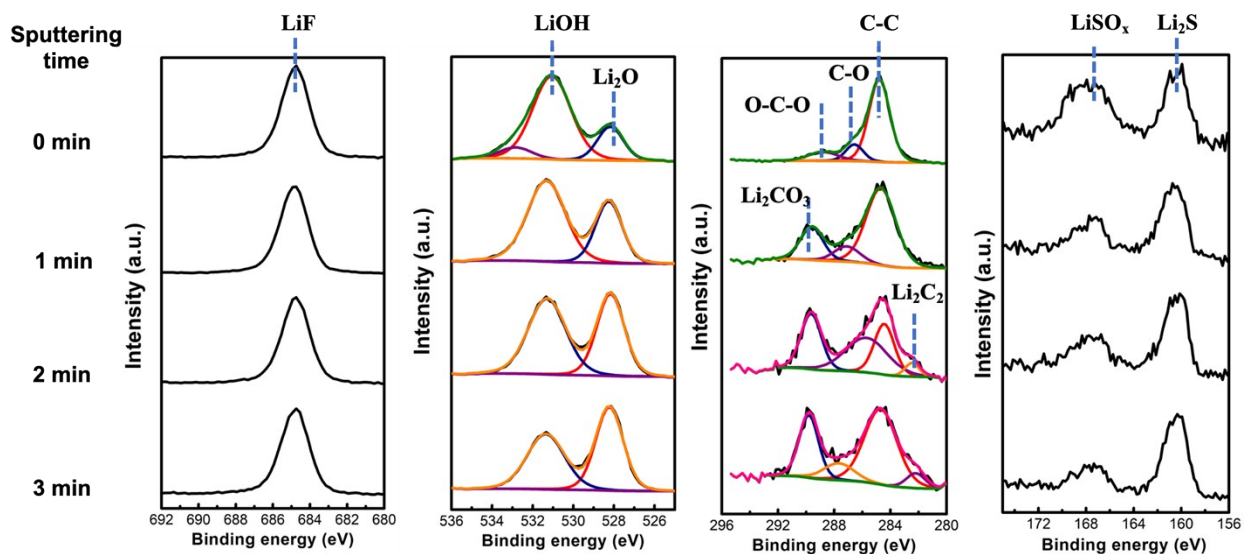 Sputtering
time
0 min
1 min
2 min
3 min
LiF
Intensity (a.u.)
692 690 688 686 684 682 680
Binding energy (eV)
LiOH
Li₂O
Intensity (a.u.)
536 534 532 530 528 526
Binding energy (eV)
C-C
C-O
O-C-O
Li₂CO₃
Li₂C₂
Intensity (a.u.)
296 292 288 284 280
Binding energy (eV)
LiSOₓ
Li₂S
Intensity (a.u.)
172 168 164 160 156
Binding energy (eV)